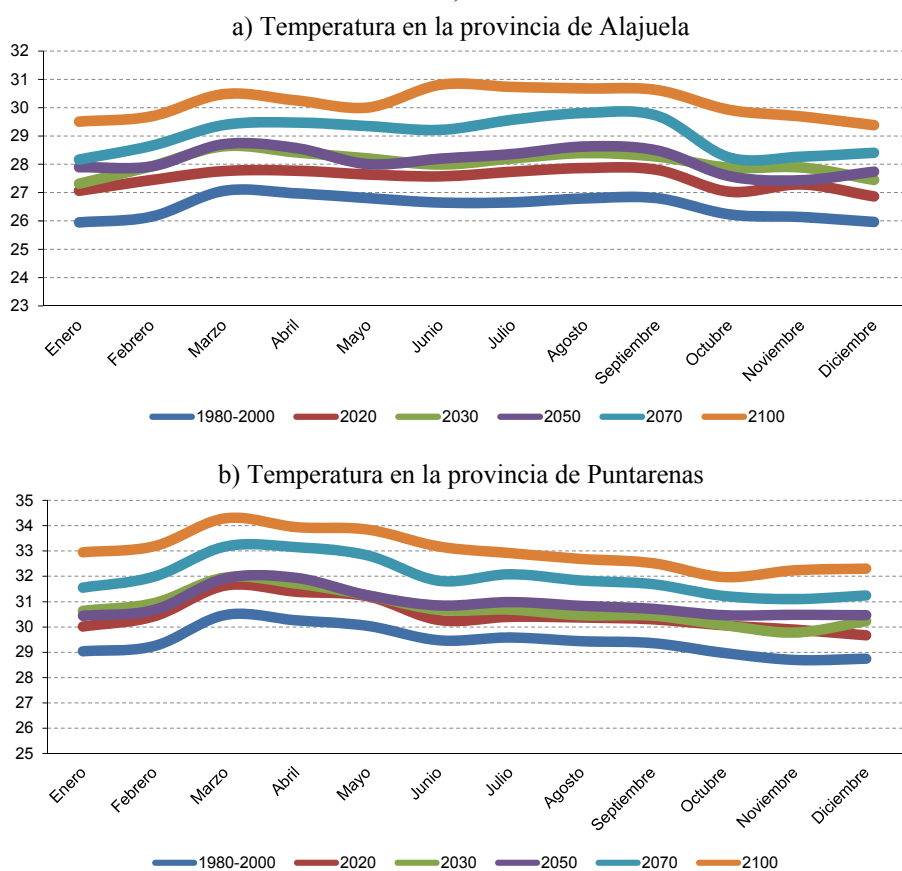 a) Temperatura en la provincia de Alajuela
32
31
30
29
28
27
26
25
24
23
Enero
Febrero
Marzo
Abril
Mayo
Junio
Julio
Agosto
Septiembre
Octubre
Noviembre
Diciembre
1980-2000 2020 2030 2050 2070 2100
b) Temperatura en la provincia de Puntarenas
35
34
33
32
31
30
29
28
27
26
25
Enero
Febrero
Marzo
Abril
Mayo
Junio
Julio
Agosto
Septiembre
Octubre
Noviembre
Diciembre
1980-2000 2020 2030 2050 2070 2100